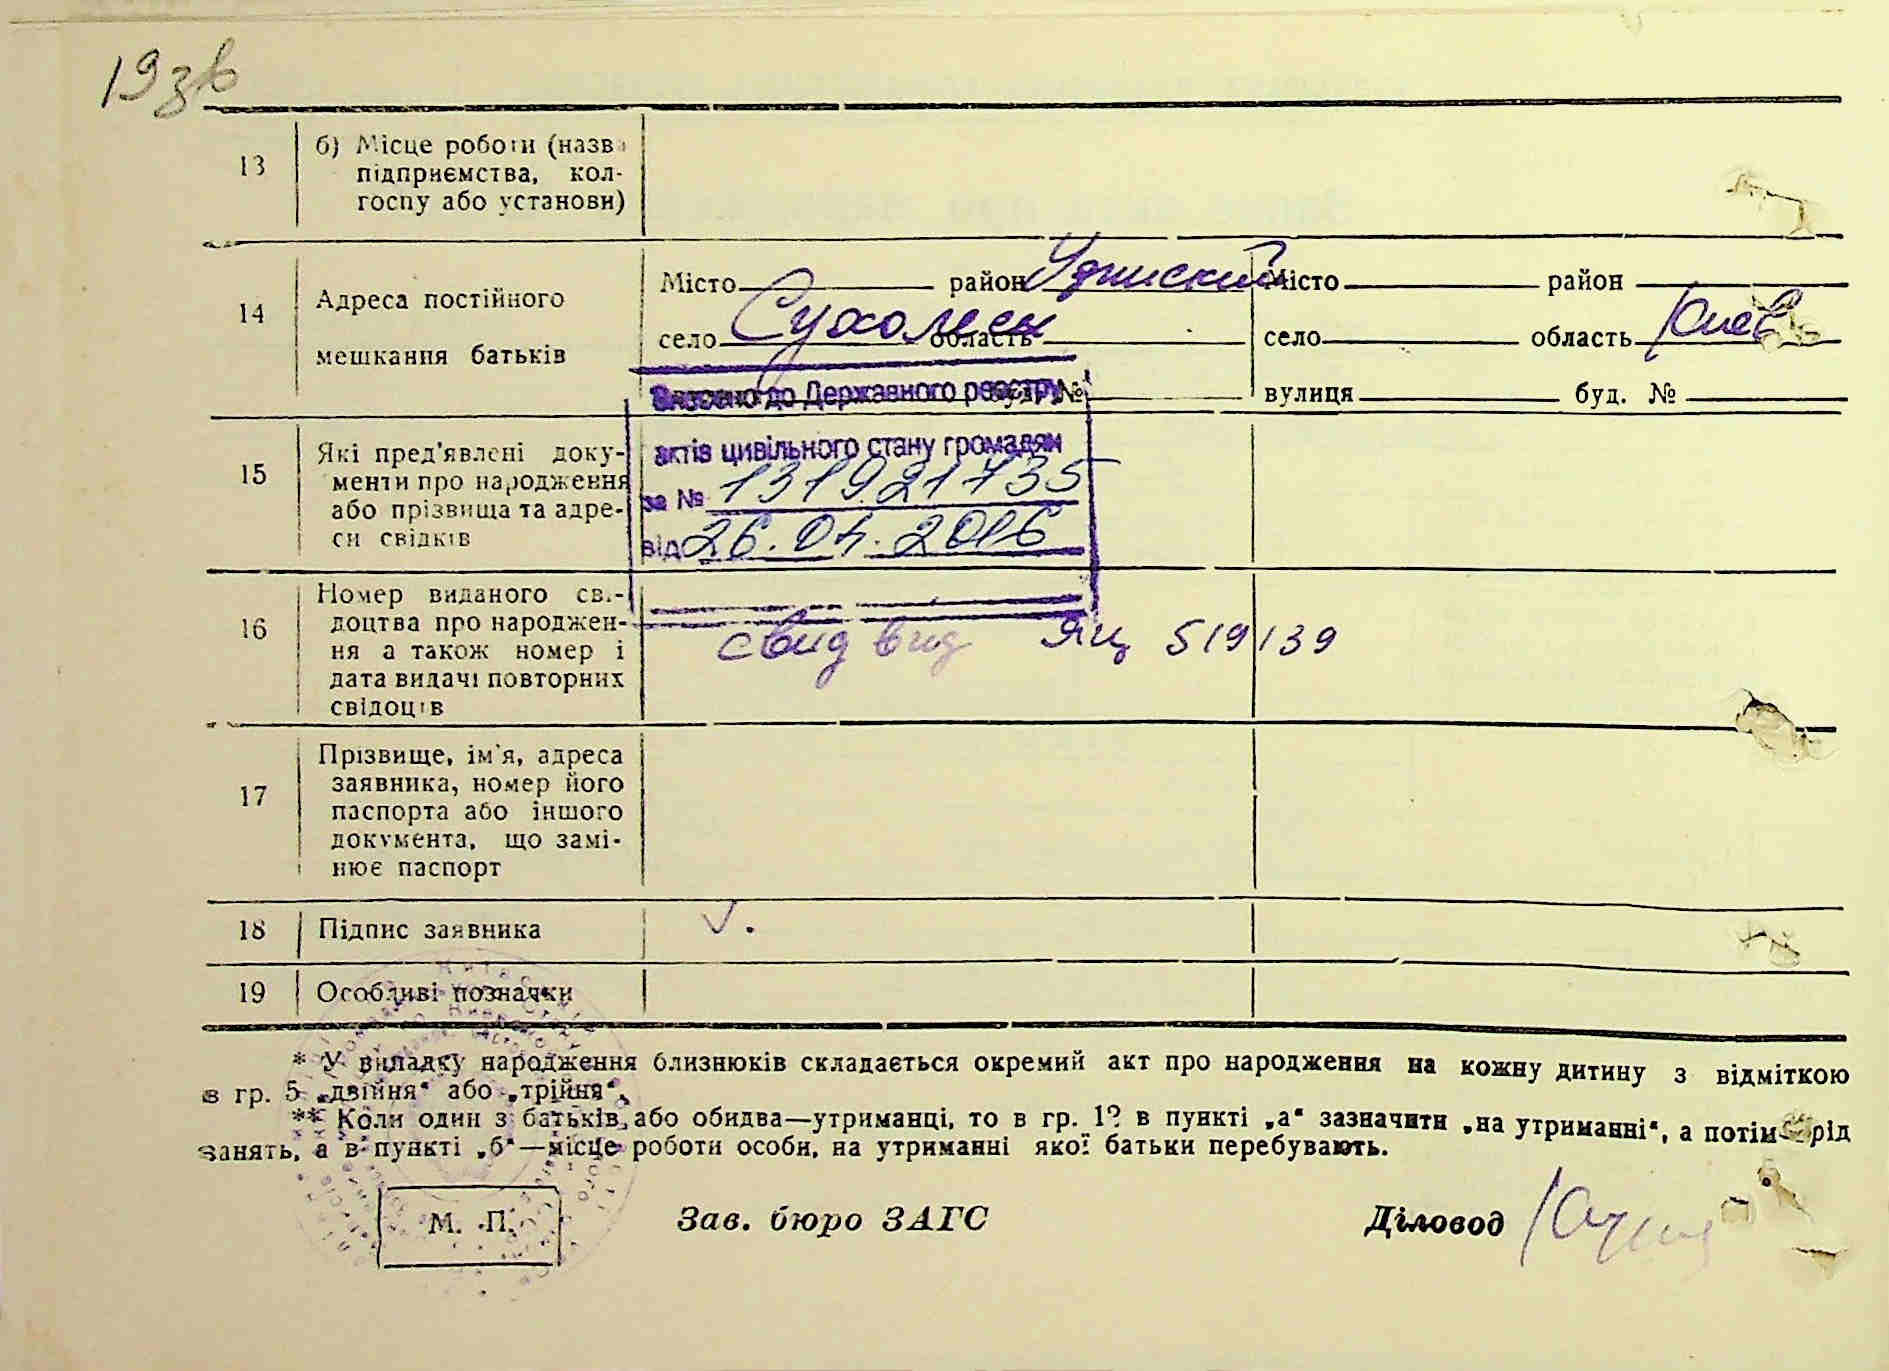 19зв
13
б) Місце роботи (назва
підприємства, кол-
госпу або установи)
14
Адреса постійного
мешкання батьків
Місто район
село Сухолеси область
№
Місто район
село область Киев
вулиця буд. №
Внесено до Державного реєстру
актів цивільного стану громадян
за № 131921735
від 26.04.2016
15
Які пред'явлені доку-
менти про народження
або прізвища та адре-
си свідків
16
Номер виданого сві-
доцтва про народжен-
ня а також номер і
дата видачі повторних
свідоцтв
свид вид ЯЦ 519139
17
Прізвище, ім'я, адреса
заявника, номер його
паспорта або іншого
документа, що замі-
нює паспорт
18
Підпис заявника
19
Особливі позначки
* У випадку народження близнюків складається окремий акт про народження на кожну дитину з відміткою
в гр. 5 „двійня“ або „трійня“.
** Коли один з батьків або обидва—утриманці, то в гр. 12 в пункті „а“ зазначити „на утриманні“, а потім рід
занять, а в пункті „б“—місце роботи особи, на утриманні якої батьки перебувають.
М. П.
Зав. бюро ЗАГС
Діловод